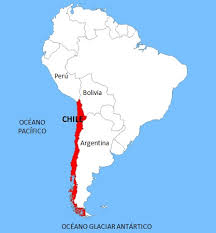 Perú
Bolivia
CHILE
OCÉANO
PACÍFICO
Argentina
OCÉANO GLACIAR ANTÁRTICO